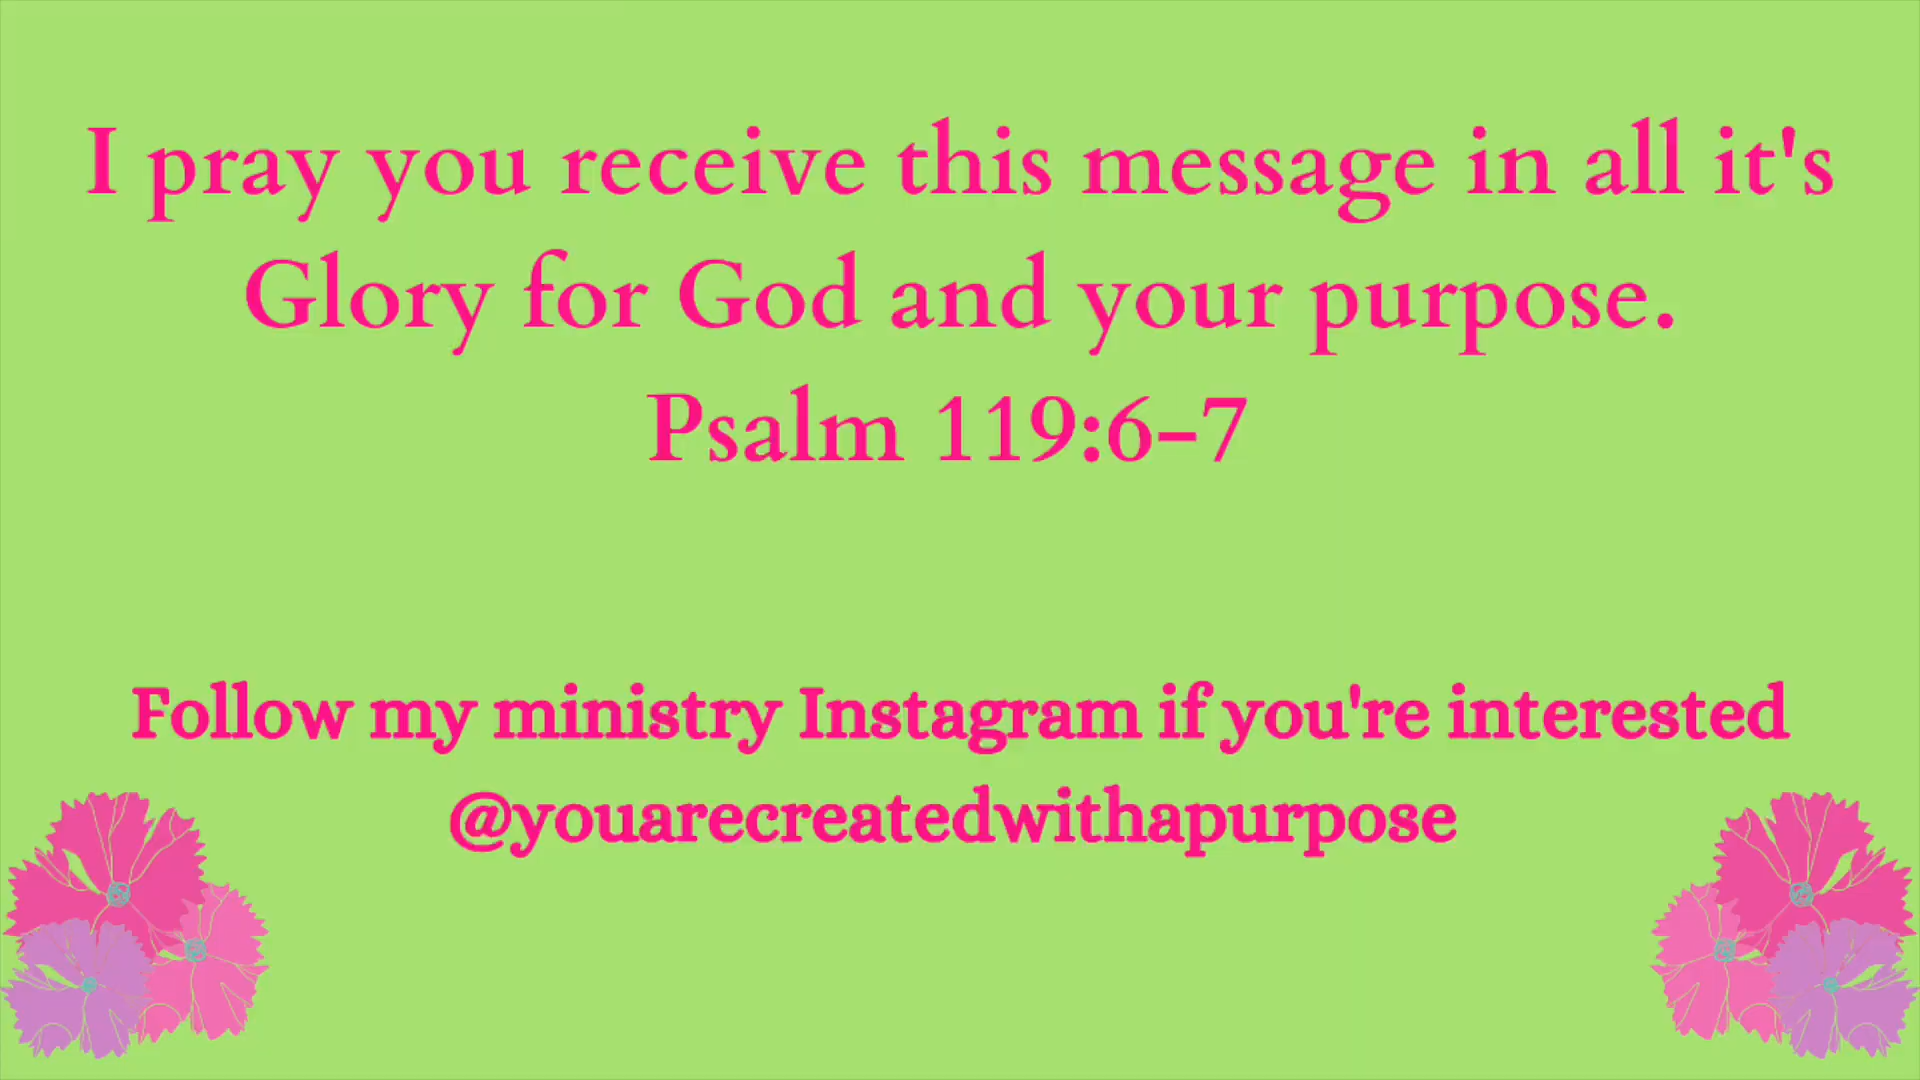 I pray you receive this message in all it's
Glory for God and your purpose.
Psalm 119:6-7
Follow my ministry Instagram if you're interested
@youarecreatedwithapurpose